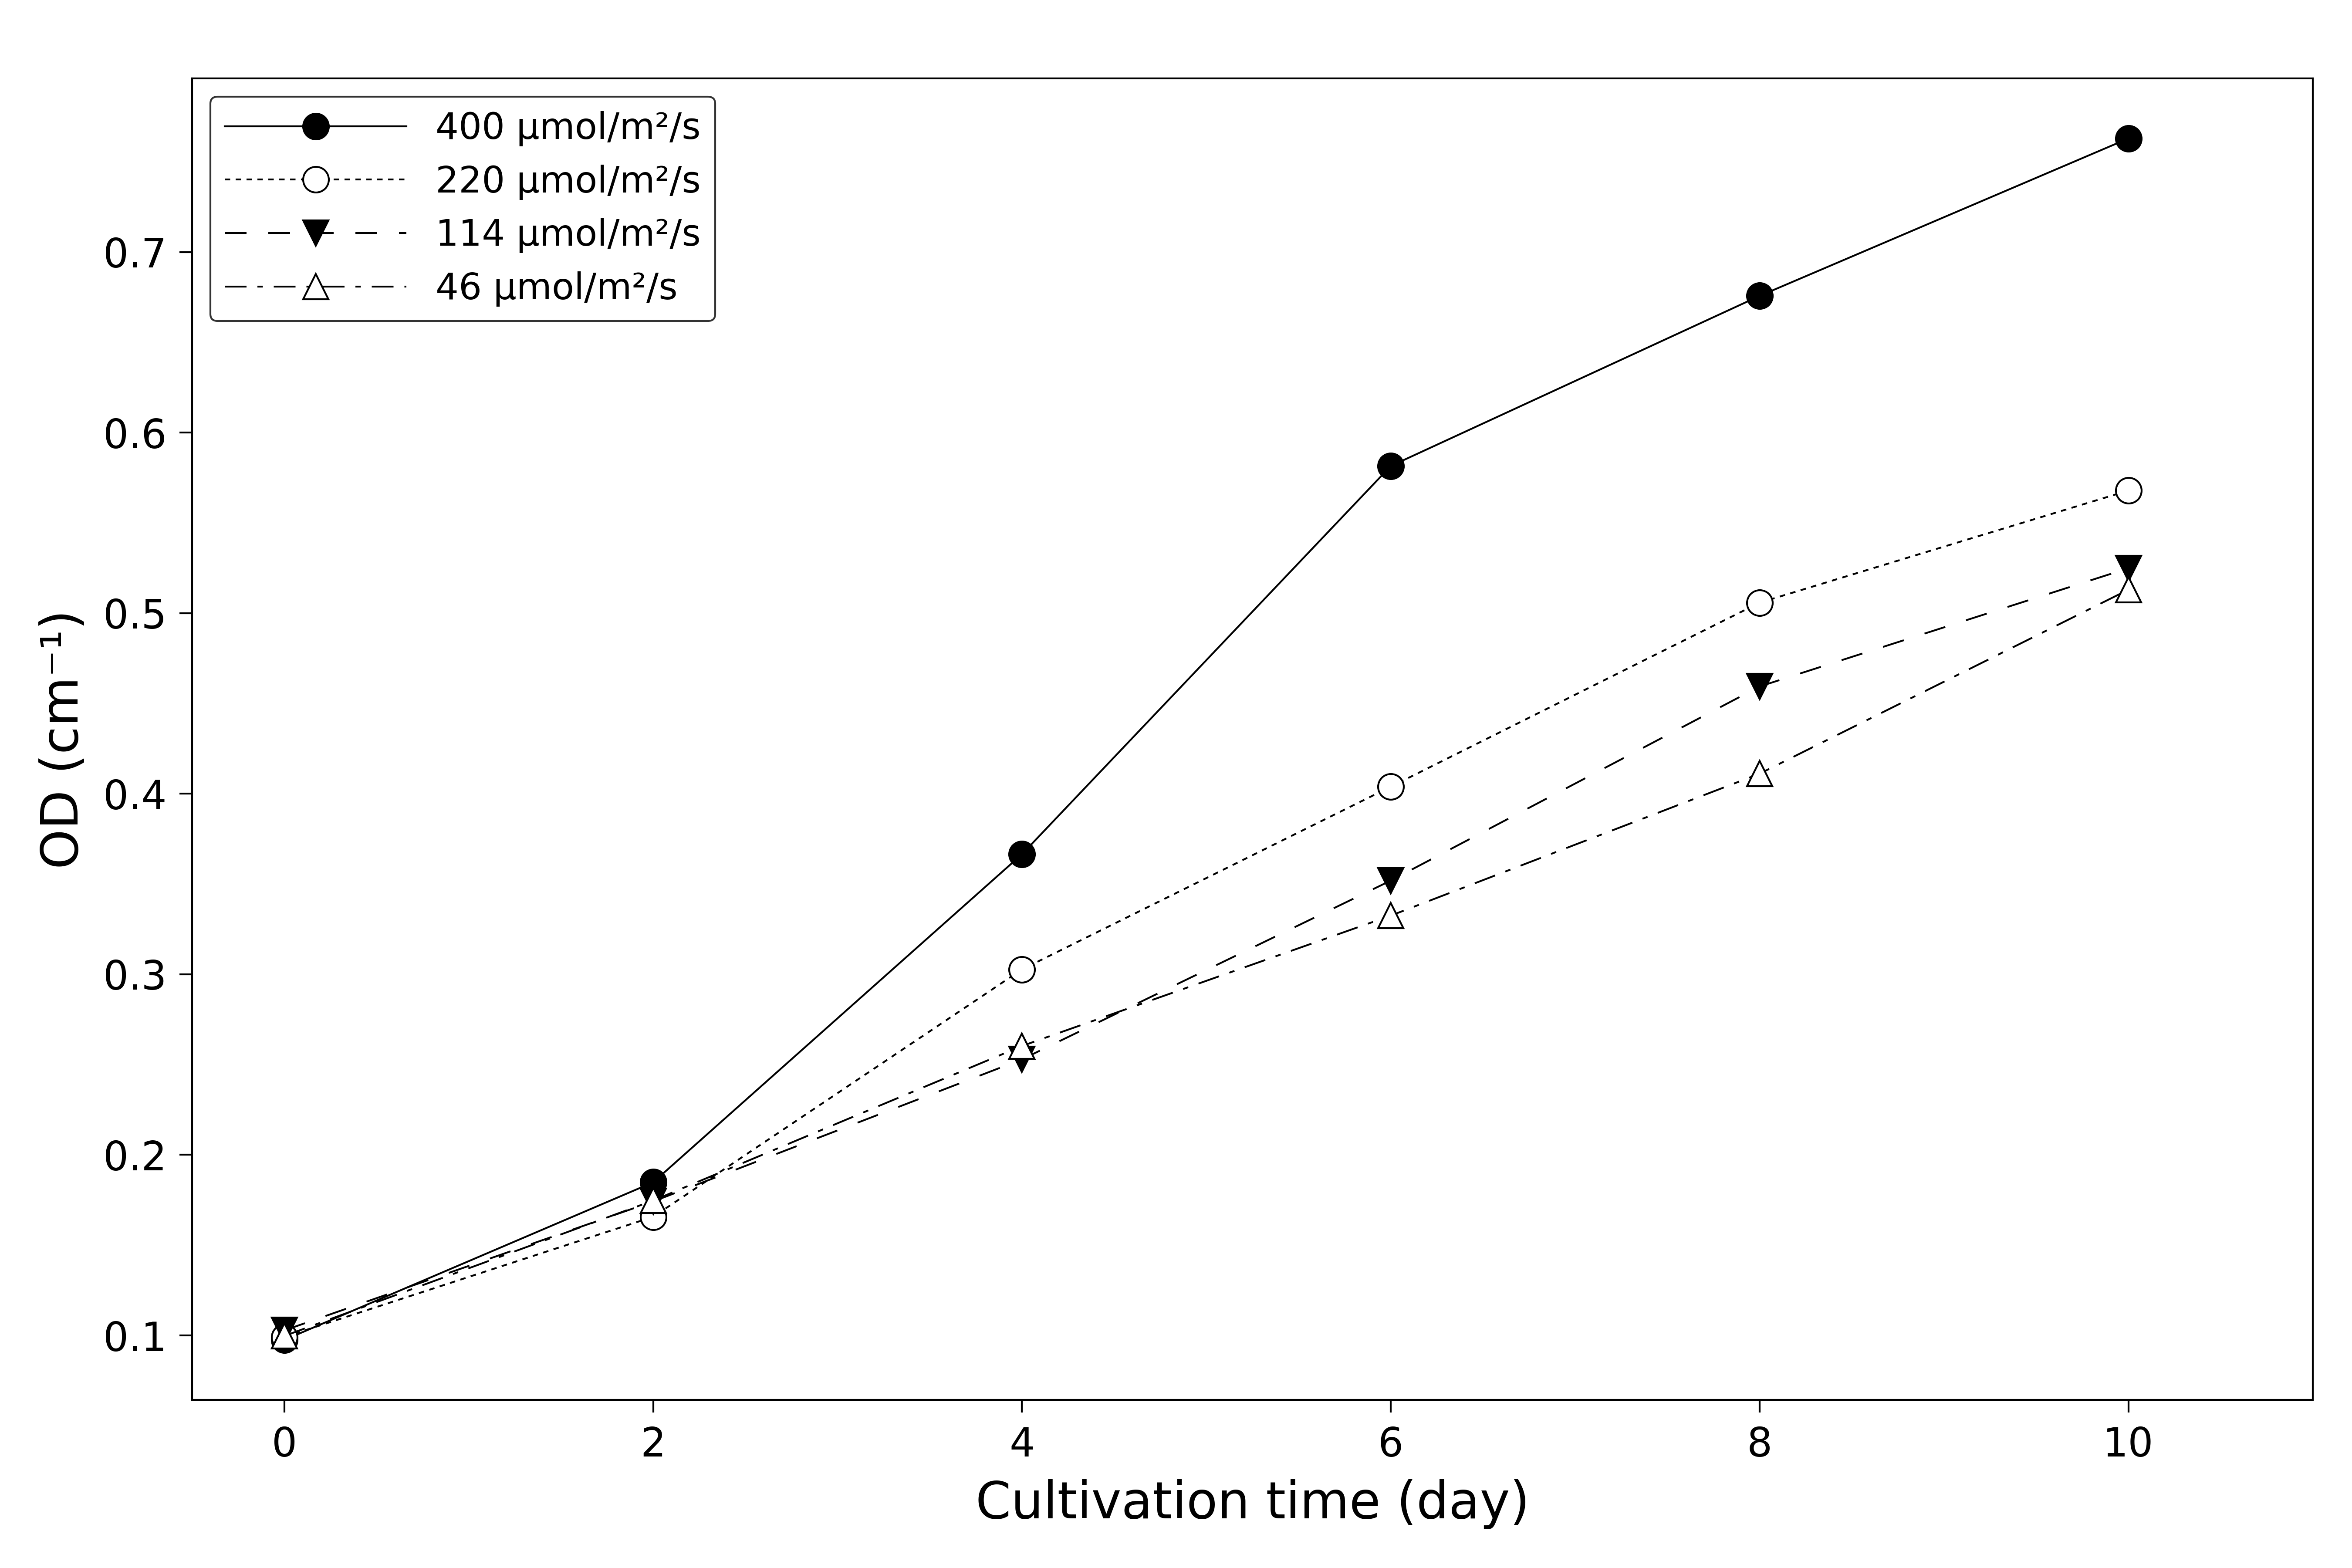 400 µmol/m²/s
220 µmol/m²/s
114 µmol/m²/s
46 µmol/m²/s
0.7
0.6
0.5
0.4
0.3
0.2
0.1
OD (cm⁻¹)
0 2 4 6 8 10
Cultivation time (day)